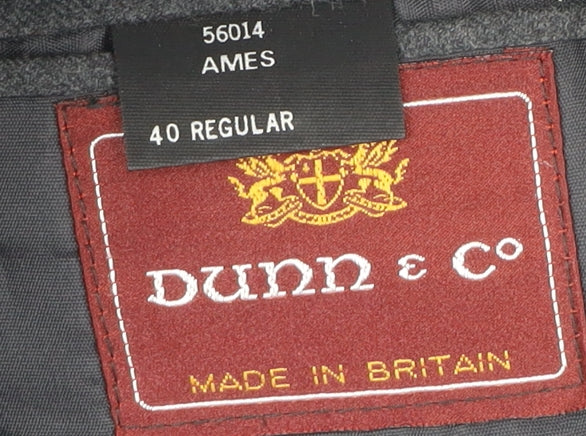 56014
AMES
40 REGULAR
Dunn & Cº
MADE IN BRITAIN